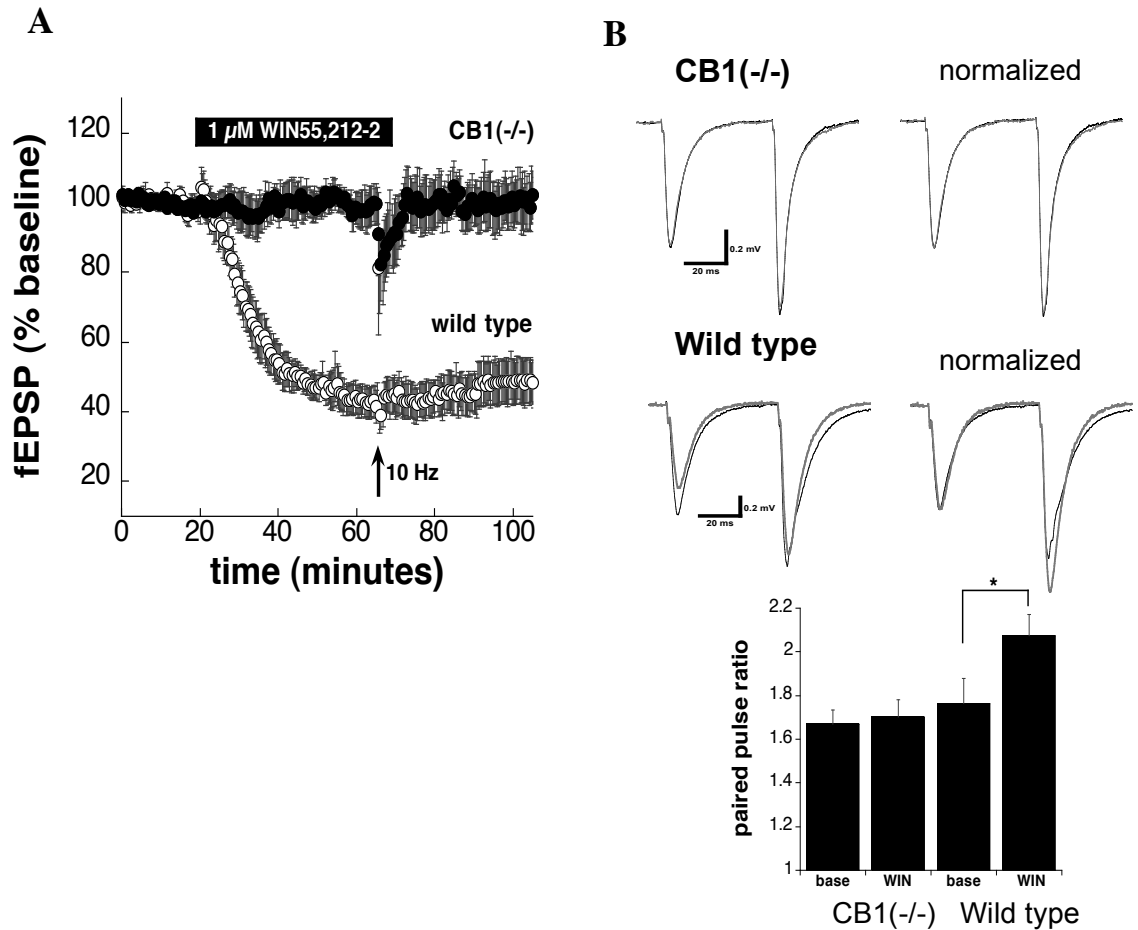 A
fEPSP (% baseline)
120
100
80
60
40
20
1 µM WIN55,212-2
CB1(-/-)
wild type
10 Hz
0 20 40 60 80 100
time (minutes)
B
CB1(-/-) normalized
0.2 mV
20 ms
Wild type normalized
0.2 mV
20 ms
paired pulse ratio
2.2
2
1.8
1.6
1.4
1.2
1
*
base WIN base WIN
CB1(-/-) Wild type